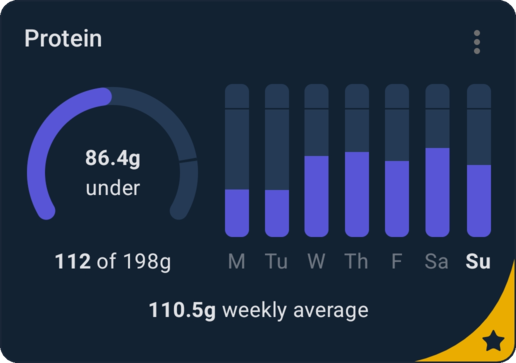 Protein
86.4g
under
112 of 198g
M Tu W Th F Sa Su
110.5g weekly average